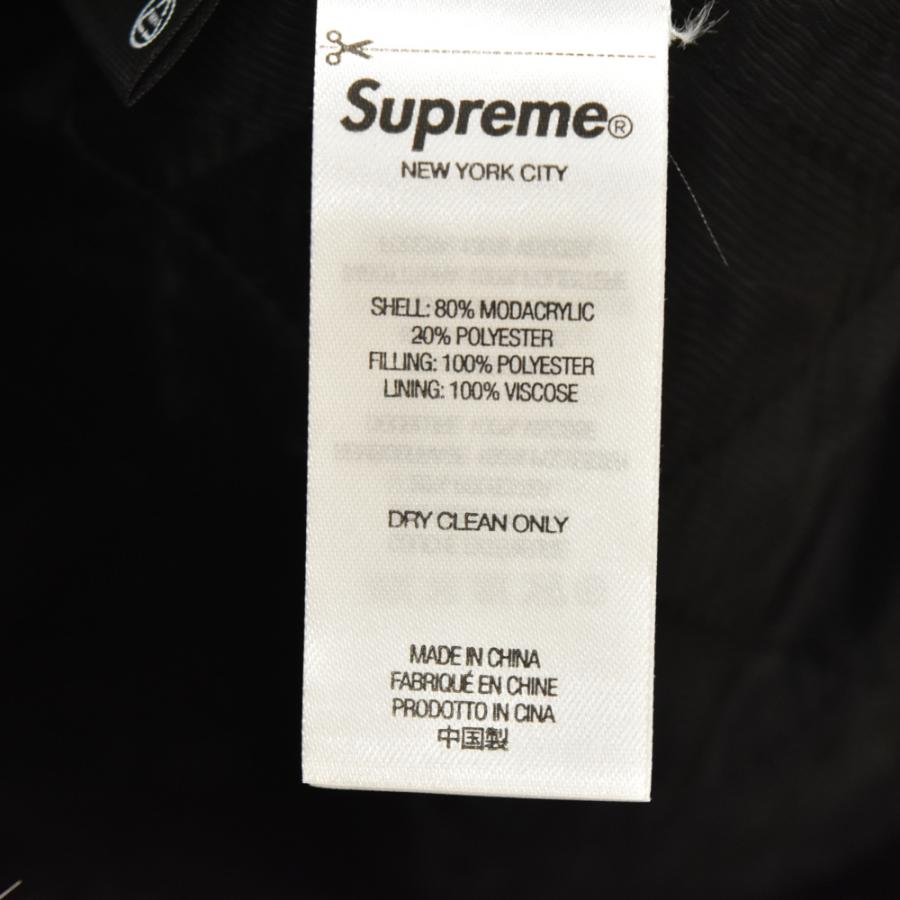 Supreme®
NEW YORK CITY
SHELL: 80% MODACRYLIC
20% POLYESTER
FILLING: 100% POLYESTER
LINING: 100% VISCOSE
DRY CLEAN ONLY
MADE IN CHINA
FABRIQUÉ EN CHINE
PRODOTTO IN CINA
中国製